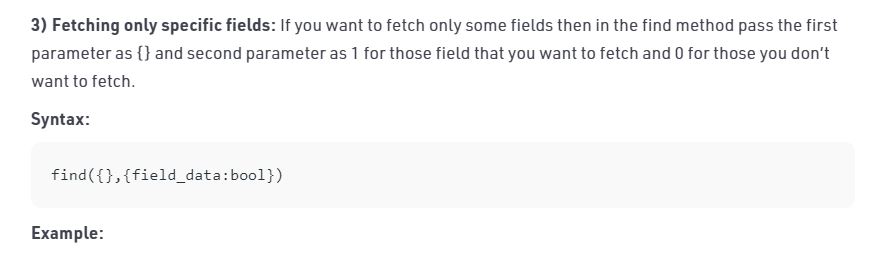 3) Fetching only specific fields: If you want to fetch only some fields then in the find method pass the first
parameter as {} and second parameter as 1 for those field that you want to fetch and 0 for those you don't
want to fetch.
Syntax:
find({},{field_data:bool})
Example: